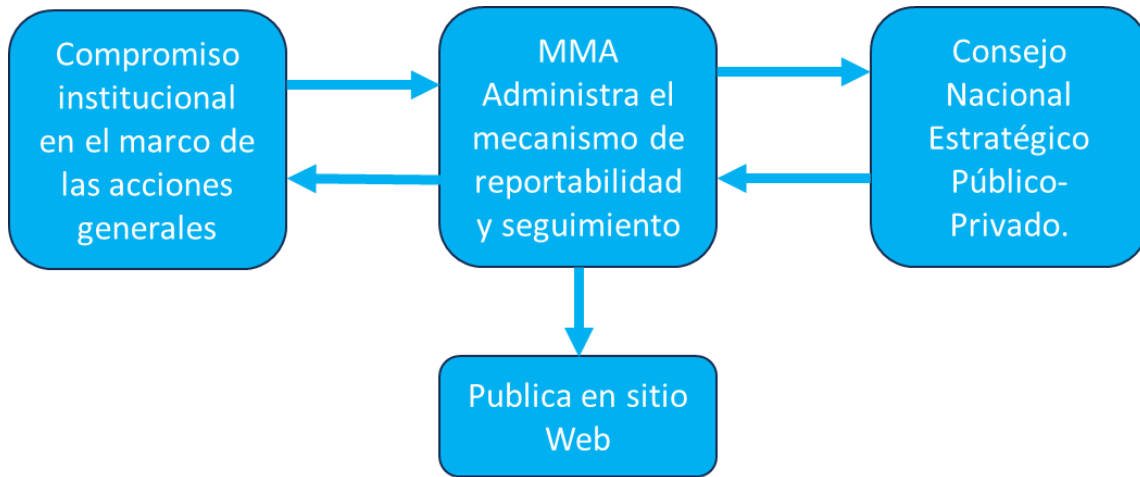 Compromiso
institucional
en el marco de
las acciones
generales
MMA
Administra el
mecanismo de
reportabilidad
y seguimiento
Consejo
Nacional
Estratégico
Público-
Privado.
Publica en sitio
Web